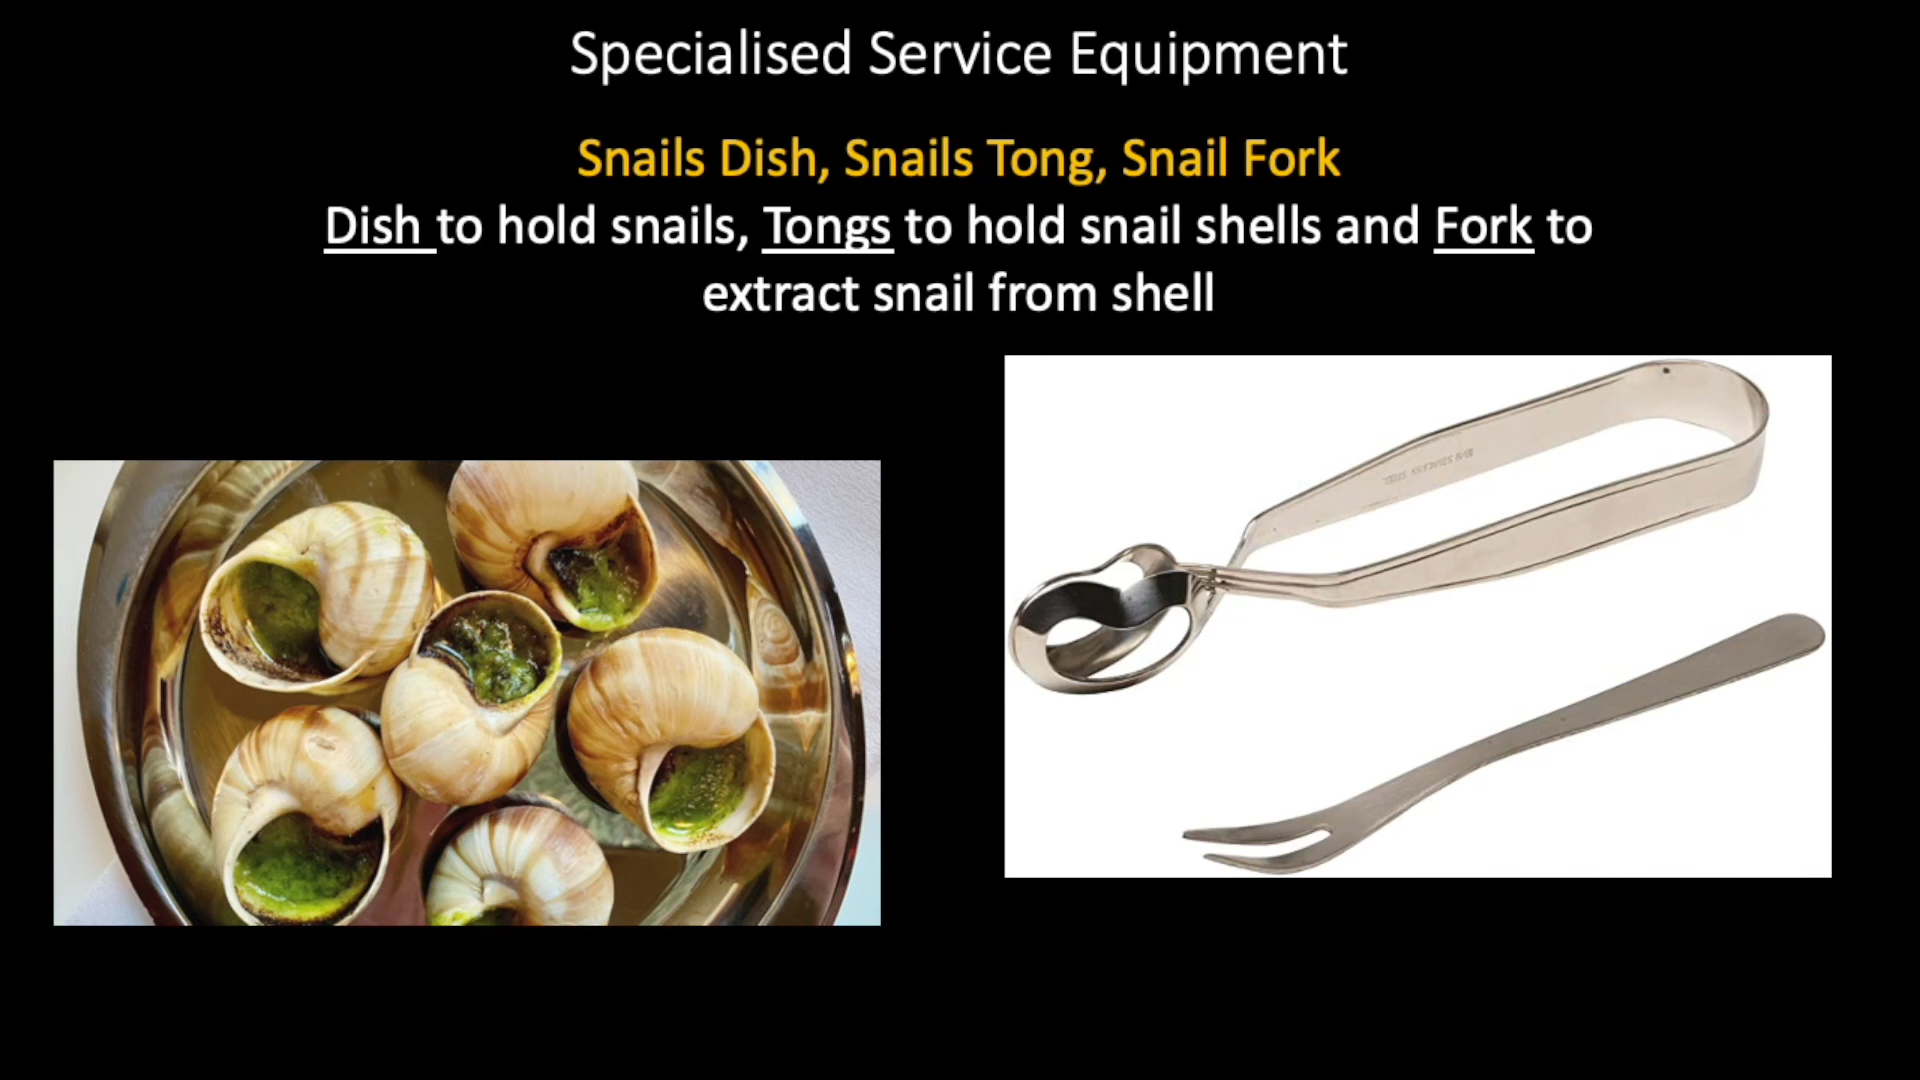 Specialised Service Equipment
Snails Dish, Snails Tong, Snail Fork
Dish to hold snails, Tongs to hold snail shells and Fork to
extract snail from shell